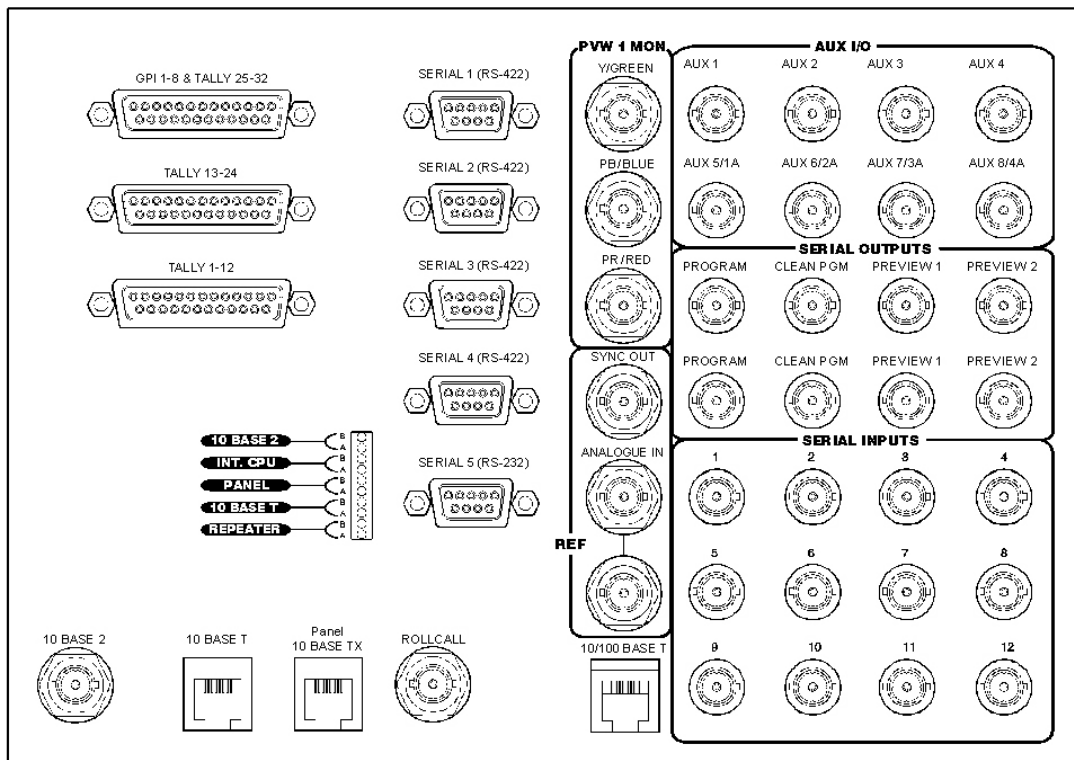 GPI 1-8 & TALLY 25-32
TALLY 13-24
TALLY 1-12
SERIAL 1 (RS-422)
SERIAL 2 (RS-422)
SERIAL 3 (RS-422)
SERIAL 4 (RS-422)
SERIAL 5 (RS-232)
10 BASE 2
INT. CPU
PANEL
10 BASE T
REPEATER
B
A
B
A
B
A
B
A
B
A
10 BASE 2
10 BASE T
Panel
10 BASE TX
ROLLCALL
PVW 1 MON
Y/GREEN
PB/BLUE
PR/RED
SYNC OUT
ANALOGUE IN
REF
10/100 BASE T
AUX I/O
AUX 1 AUX 2 AUX 3 AUX 4
AUX 5/1A AUX 6/2A AUX 7/3A AUX 8/4A
SERIAL OUTPUTS
PROGRAM CLEAN PGM PREVIEW 1 PREVIEW 2
PROGRAM CLEAN PGM PREVIEW 1 PREVIEW 2
SERIAL INPUTS
1 2 3 4
5 6 7 8
9 10 11 12